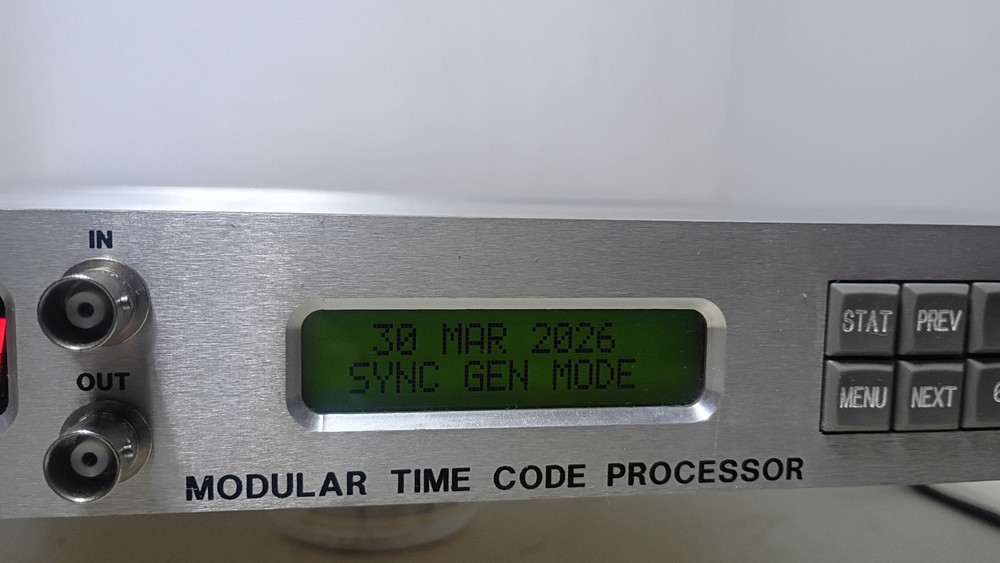 IN
OUT
30 MAR 2026
SYNC GEN MODE
MODULAR TIME CODE PROCESSOR
STAT PREV
MENU NEXT